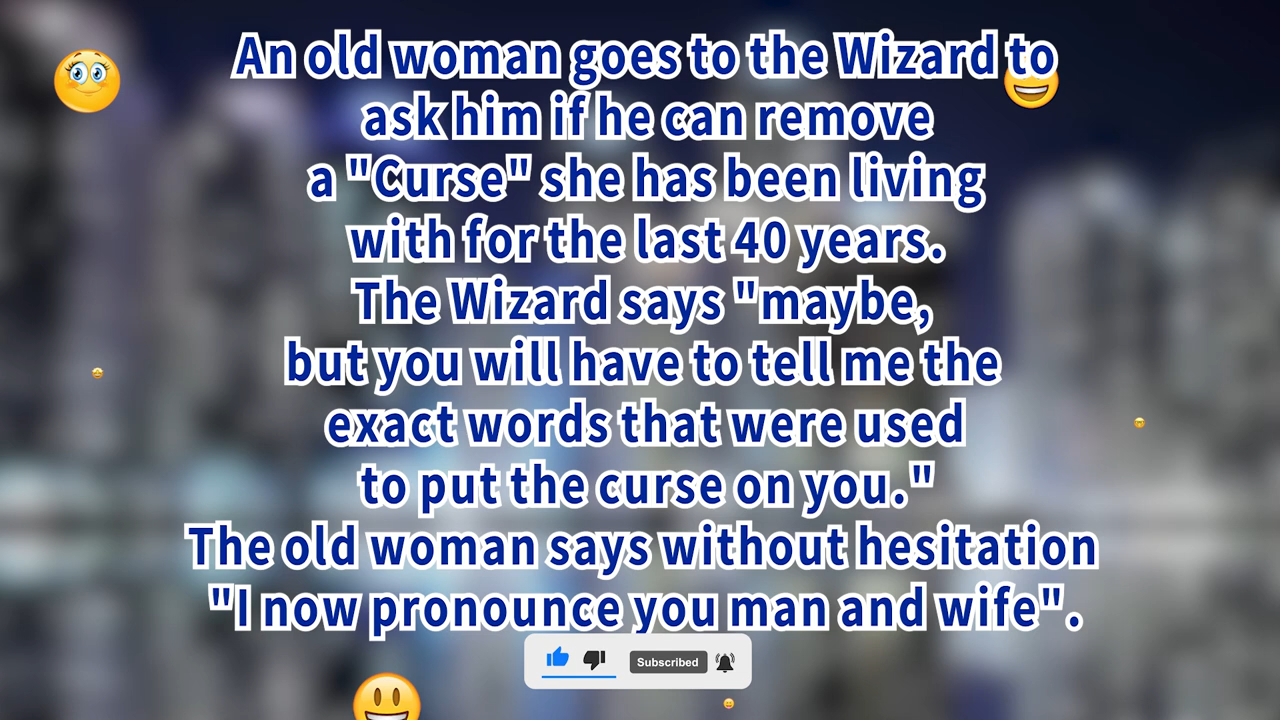 An old woman goes to the Wizard to
ask him if he can remove
a "Curse" she has been living
with for the last 40 years.
The Wizard says "maybe,
but you will have to tell me the
exact words that were used
to put the curse on you."
The old woman says without hesitation
"I now pronounce you man and wife".
Subscribed